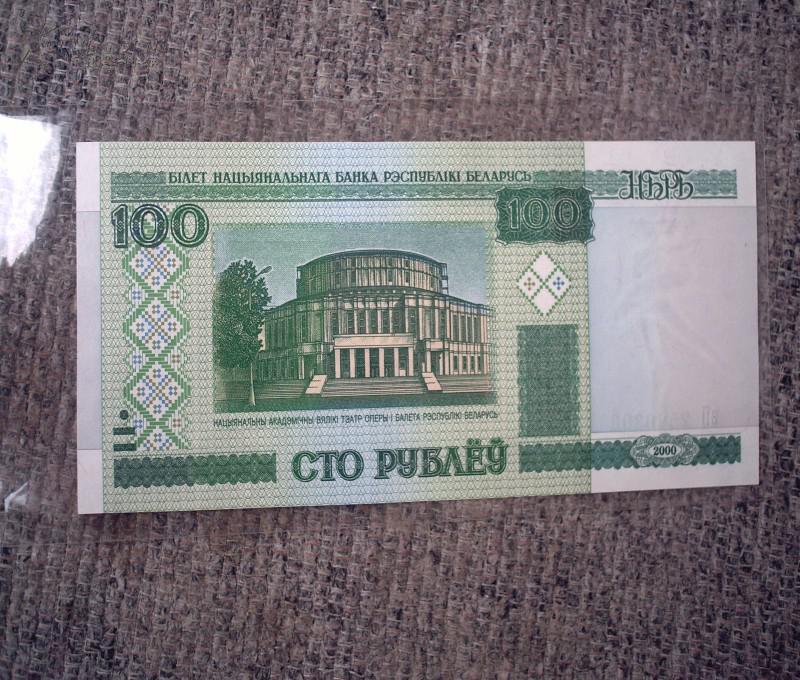 БІЛЕТ НАЦЫЯНАЛЬНАГА БАНКА РЭСПУБЛІКІ БЕЛАРУСЬ
НБРБ
100
100
НАЦЫЯНАЛЬНЫ АКАДЭМІЧНЫ ВЯЛІКІ ТЭАТР ОПЕРЫ І БАЛЕТА РЭСПУБЛІКІ БЕЛАРУСЬ
СТО РУБЛЁЎ
2000